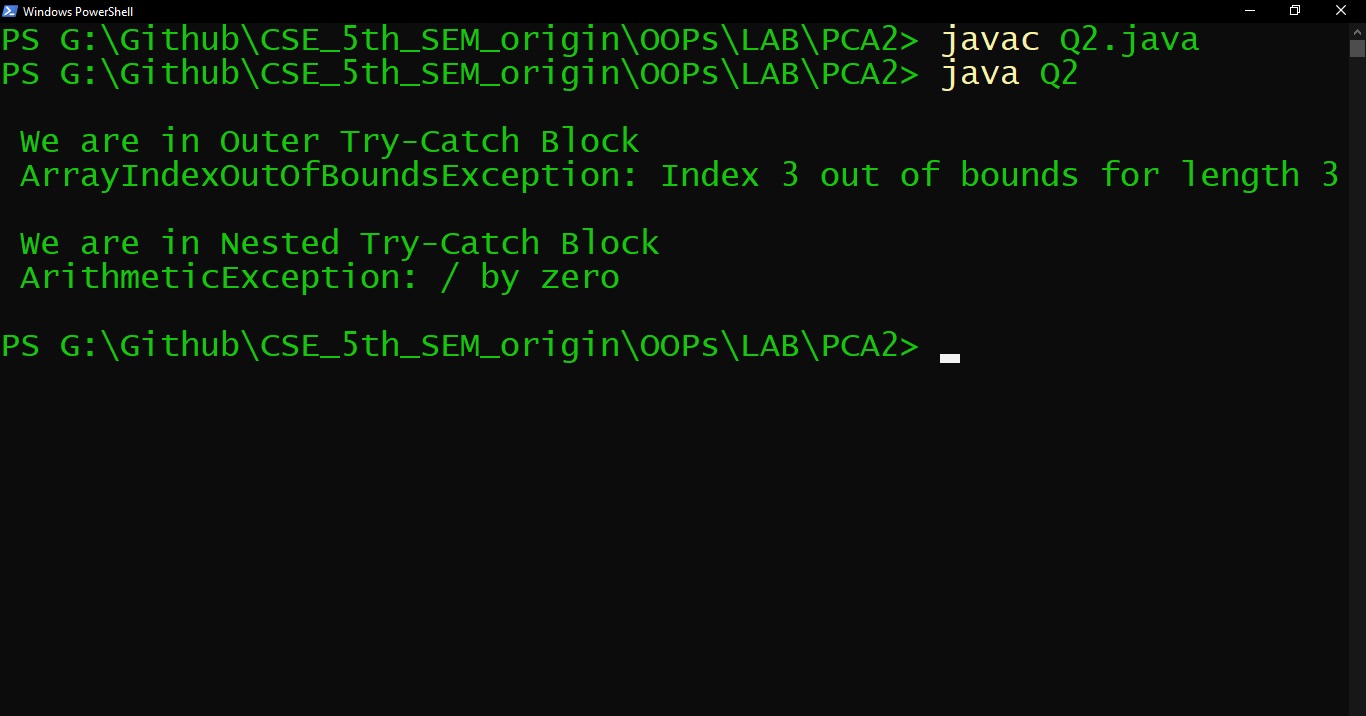 Windows PowerShell
PS G:\Github\CSE_5th_SEM_origin\OOPs\LAB\PCA2> javac Q2.java
PS G:\Github\CSE_5th_SEM_origin\OOPs\LAB\PCA2> java Q2
We are in Outer Try-Catch Block
ArrayIndexOutOfBoundsException: Index 3 out of bounds for length 3
We are in Nested Try-Catch Block
ArithmeticException: / by zero
PS G:\Github\CSE_5th_SEM_origin\OOPs\LAB\PCA2>